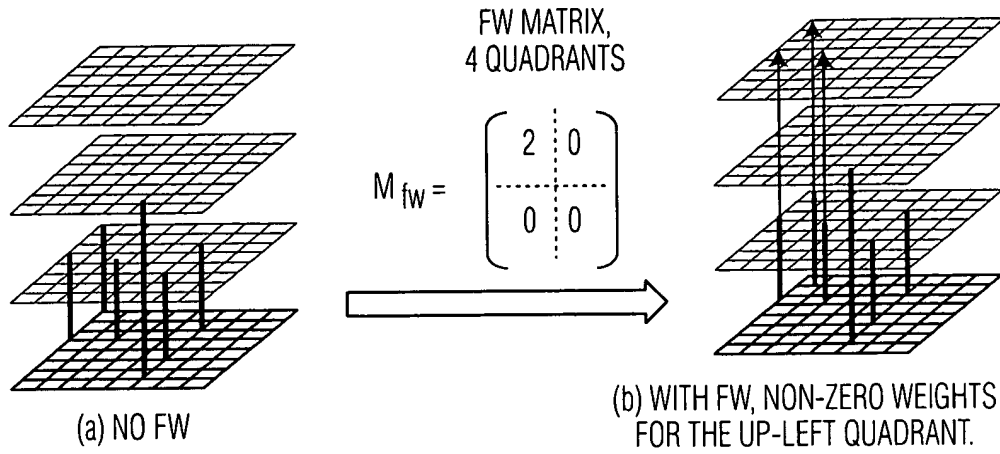 FW MATRIX,
4 QUADRANTS
M fw =
2 0
0 0
(a) NO FW
(b) WITH FW, NON-ZERO WEIGHTS
FOR THE UP-LEFT QUADRANT.